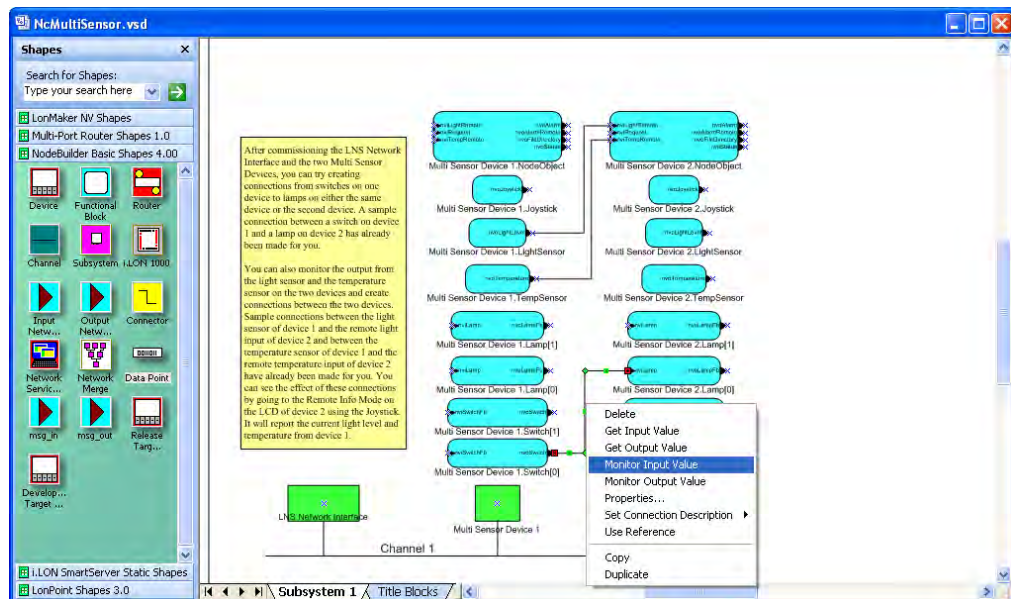 NcMultiSensor.vsd
Shapes
Search for Shapes:
Type your search here
LonMaker NV Shapes
Multi-Port Router Shapes 1.0
NodeBuilder Basic Shapes 4.00
Device
Functional Block
Router
Channel
Subsystem
i.LON 1000
Input Netw...
Output Netw...
Connector
Network Servic...
Network Merge
Data Point
msg_in
msg_out
Release Targ...
Develop... Target ...
i.LON SmartServer Static Shapes
LonPoint Shapes 3.0
After commissioning the LNS Network
Interface and the two Multi Sensor
Devices, you can try creating
connections from switches on one
device to lamps on either the same
device or the second device. A sample
connection between a switch on device
1 and a lamp on device 2 has already
been made for you.
You can also monitor the output from
the light sensor and the temperature
sensor on the two devices and create
connections between the two devices.
Sample connections between the light
sensor of device 1 and the remote light
input of device 2 and between the
temperature sensor of device 1 and the
remote temperature input of device 2
have already been made for you. You
can see the effect of these connections
by going to the Remote Info Mode on
the LCD of device 2 using the Joystick.
It will report the current light level and
temperature from device 1.
Multi Sensor Device 1.NodeObject
Multi Sensor Device 2.NodeObject
Multi Sensor Device 1.Joystick
Multi Sensor Device 2.Joystick
Multi Sensor Device 1.LightSensor
Multi Sensor Device 2.LightSensor
Multi Sensor Device 1.TempSensor
Multi Sensor Device 2.TempSensor
nviLamp
Multi Sensor Device 1.Lamp[1]
nviLamp
Multi Sensor Device 2.Lamp[1]
nviLamp
Multi Sensor Device 1.Lamp[0]
nviLamp
Multi Sensor Device 2.Lamp[0]
nviSwitchFb
Multi Sensor Device 1.Switch[1]
nviSwitchFb
Multi Sensor Device 1.Switch[0]
LNS Network Interface
Multi Sensor Device 1
Channel 1
Delete
Get Input Value
Get Output Value
Monitor Input Value
Monitor Output Value
Properties...
Set Connection Description
Use Reference
Copy
Duplicate
Subsystem 1
Title Blocks